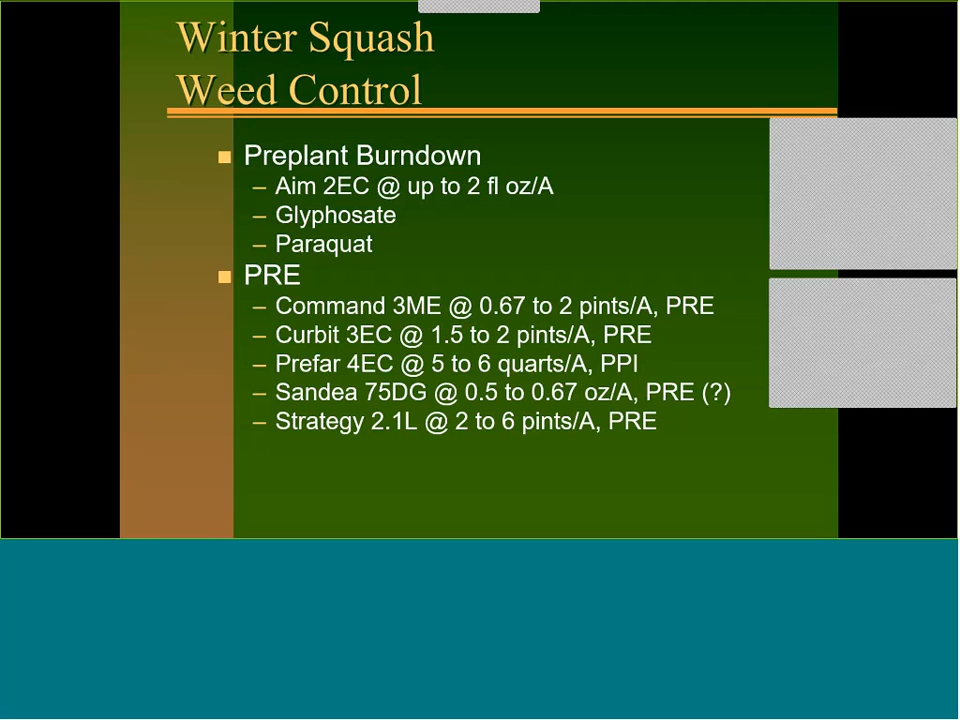 Winter Squash
Weed Control
Preplant Burndown
– Aim 2EC @ up to 2 fl oz/A
– Glyphosate
– Paraquat
PRE
– Command 3ME @ 0.67 to 2 pints/A, PRE
– Curbit 3EC @ 1.5 to 2 pints/A, PRE
– Prefar 4EC @ 5 to 6 quarts/A, PPI
– Sandea 75DG @ 0.5 to 0.67 oz/A, PRE (?)
– Strategy 2.1L @ 2 to 6 pints/A, PRE